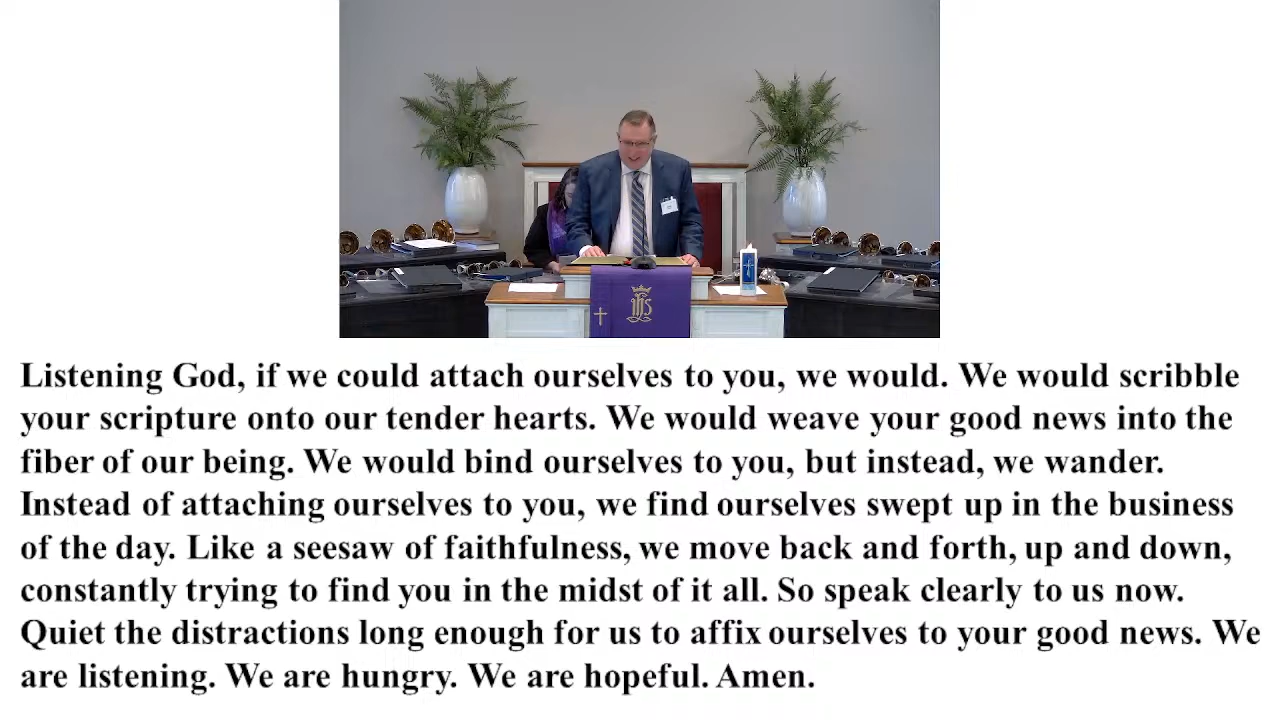 IHS
Listening God, if we could attach ourselves to you, we would. We would scribble
your scripture onto our tender hearts. We would weave your good news into the
fiber of our being. We would bind ourselves to you, but instead, we wander.
Instead of attaching ourselves to you, we find ourselves swept up in the business
of the day. Like a seesaw of faithfulness, we move back and forth, up and down,
constantly trying to find you in the midst of it all. So speak clearly to us now.
Quiet the distractions long enough for us to affix ourselves to your good news. We
are listening. We are hungry. We are hopeful. Amen.